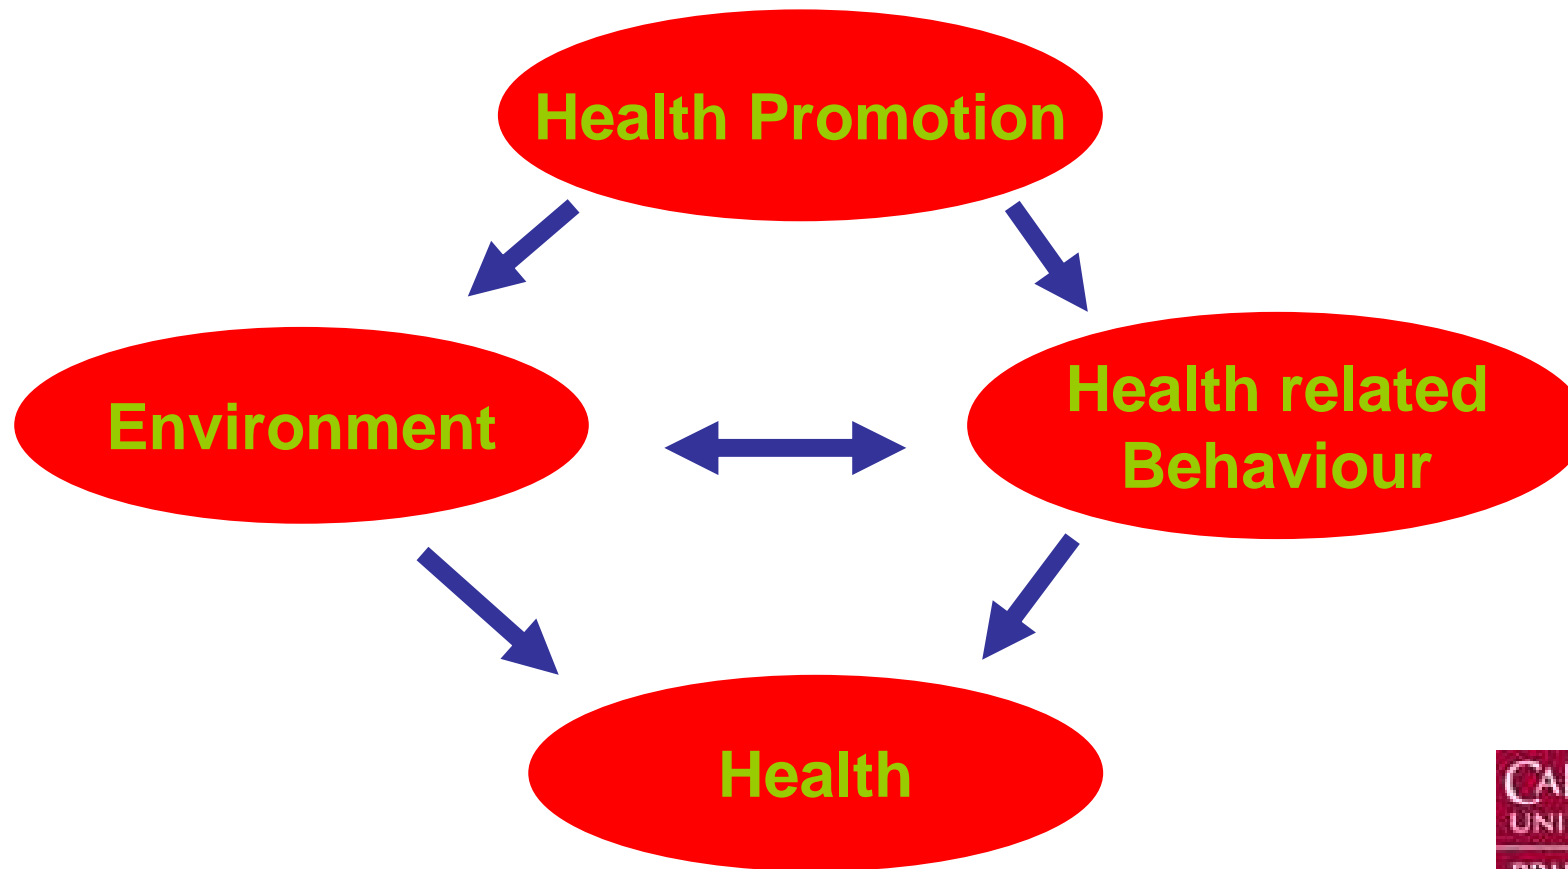 Health Promotion
Environment
Health related
Behaviour
Health